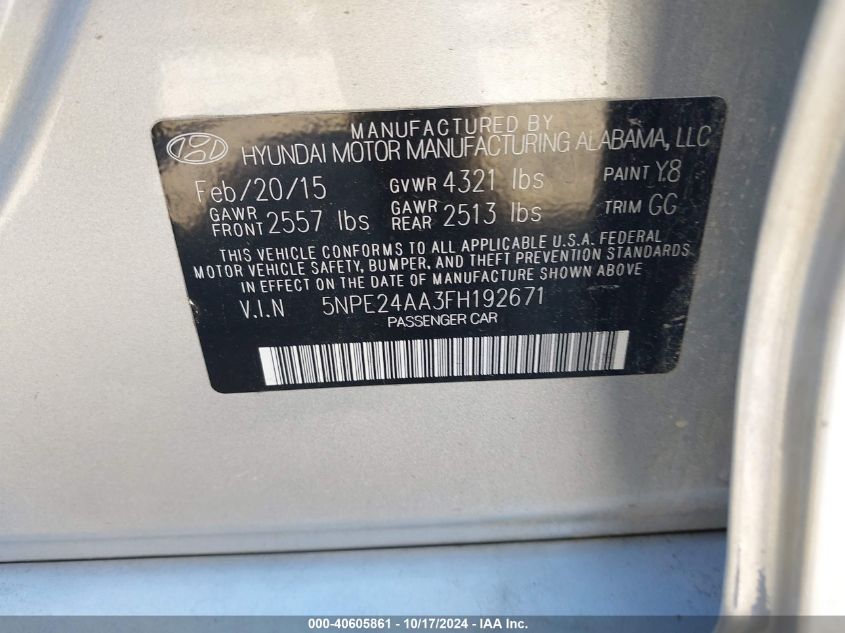 MANUFACTURED BY
HYUNDAI MOTOR MANUFACTURING ALABAMA, LLC
Feb/20/15 GVWR 4321 lbs PAINT Y8
GAWR FRONT 2557 lbs GAWR REAR 2513 lbs TRIM GG
THIS VEHICLE CONFORMS TO ALL APPLICABLE U.S.A. FEDERAL
MOTOR VEHICLE SAFETY, BUMPER, AND THEFT PREVENTION STANDARDS
IN EFFECT ON THE DATE OF MANUFACTURE SHOWN ABOVE.
V.I.N 5NPE24AA3FH192671
PASSENGER CAR
000-40605861 - 10/17/2024 - IAA Inc.